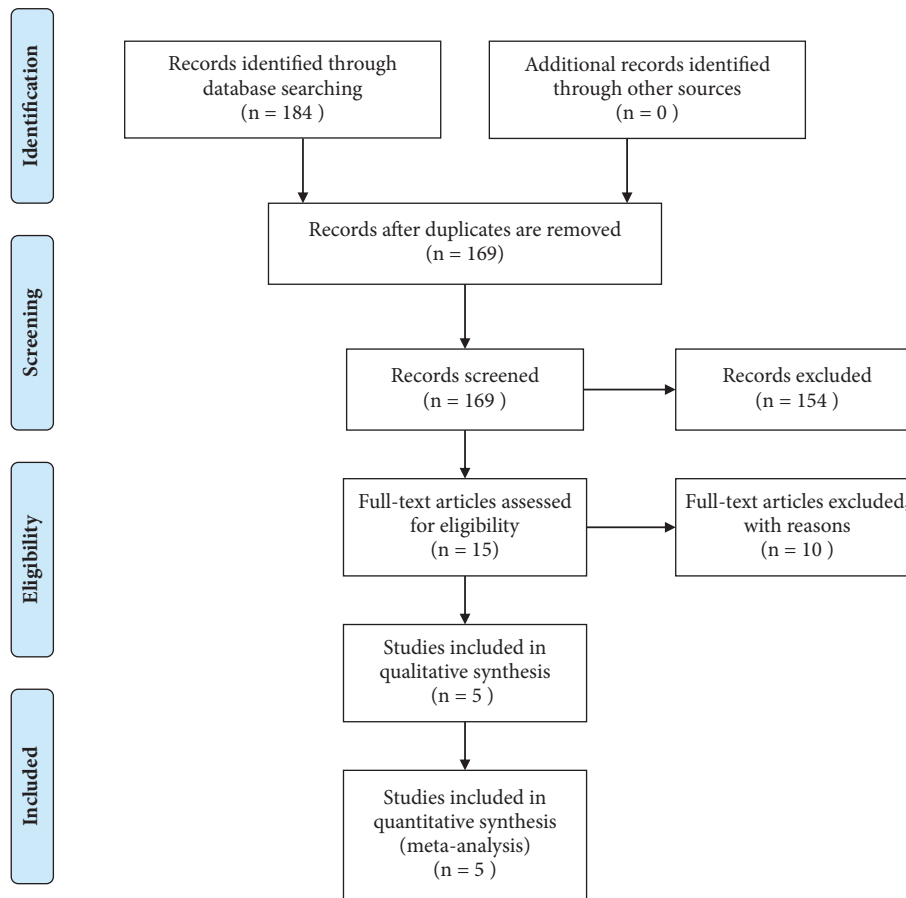 Identification
Records identified through
database searching
(n = 184 )
Additional records identified
through other sources
(n = 0 )
Records after duplicates are removed
(n = 169)
Screening
Records screened
(n = 169 )
Records excluded
(n = 154 )
Eligibility
Full-text articles assessed
for eligibility
(n = 15)
Full-text articles excluded,
with reasons
(n = 10 )
Studies included in
qualitative synthesis
(n = 5 )
Included
Studies included in
quantitative synthesis
(meta-analysis)
(n = 5 )